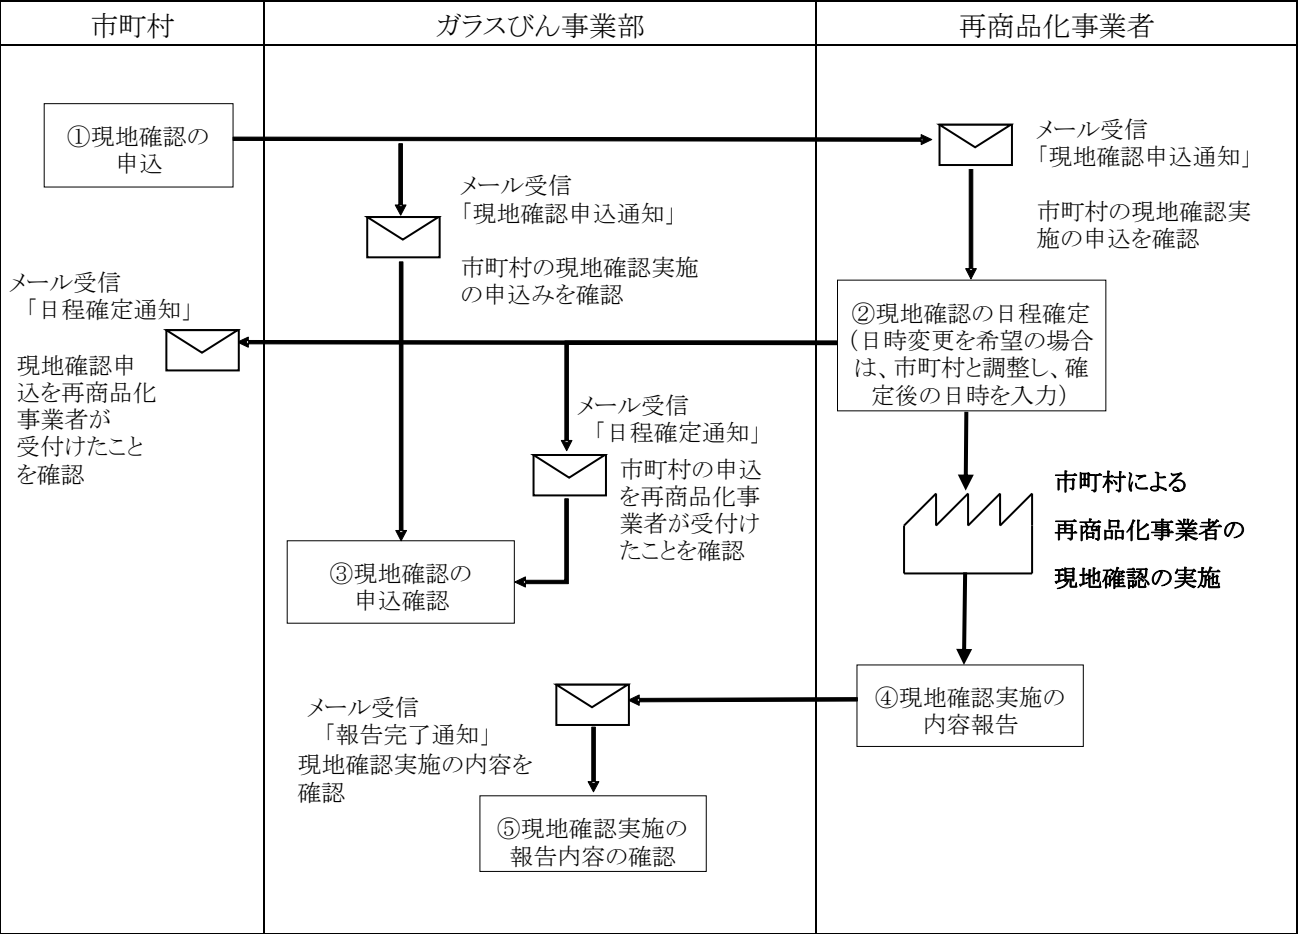 市町村
ガラスびん事業部
再商品化事業者
①現地確認の
申込
メール受信
「現地確認申込通知」
市町村の現地確認実
施の申込を確認
メール受信
「現地確認申込通知」
市町村の現地確認実施
の申込みを確認
メール受信
「日程確定通知」
現地確認申
込を再商品化
事業者が
受付けたこと
を確認
②現地確認の日程確定
（日時変更を希望の場合
は、市町村と調整し、確
定後の日時を入力）
メール受信
「日程確定通知」
市町村の申込
を再商品化事
業者が受付け
たことを確認
市町村による
再商品化事業者の
現地確認の実施
③現地確認の
申込確認
④現地確認実施の
内容報告
メール受信
「報告完了通知」
現地確認実施の内容を
確認
⑤現地確認実施の
報告内容の確認